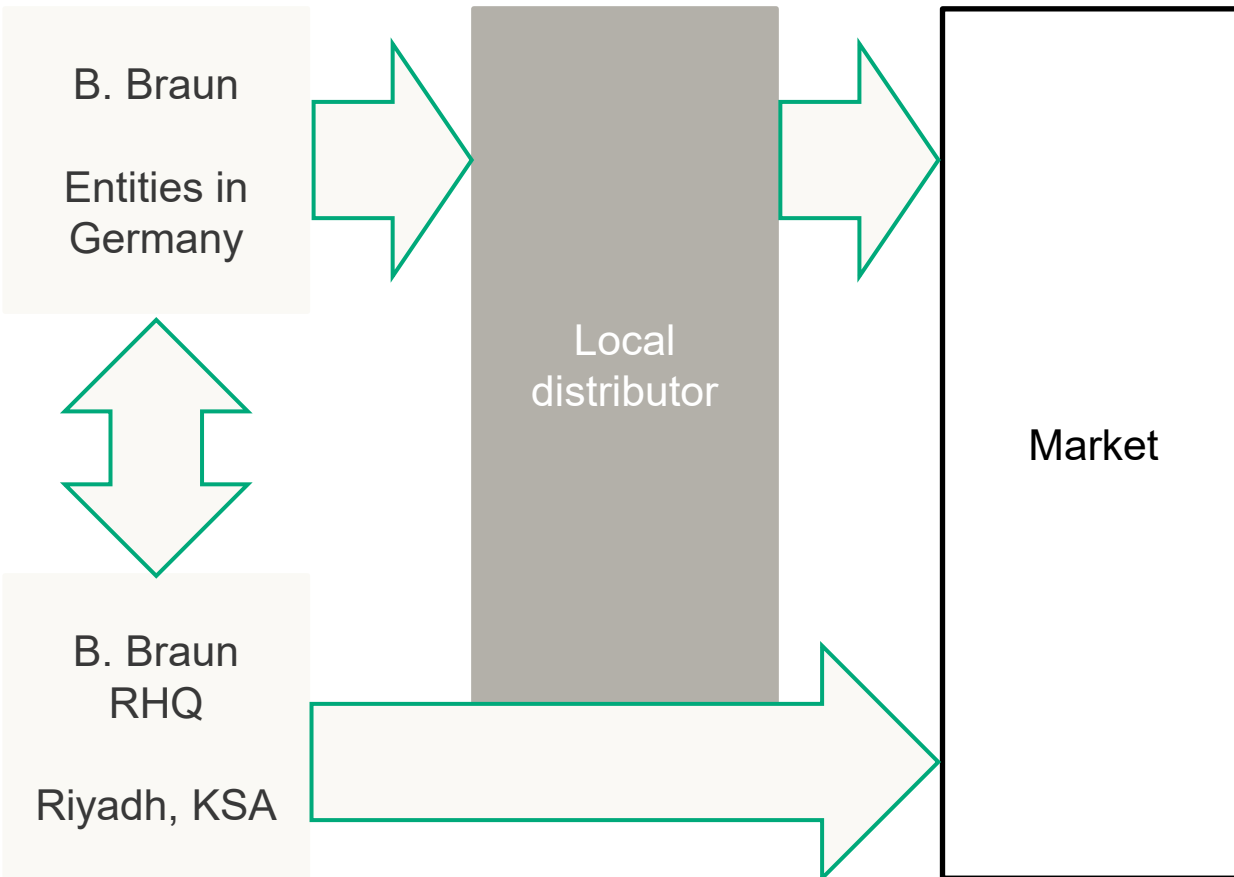 B. Braun
Entities in
Germany
Local
distributor
Market
B. Braun
RHQ
Riyadh, KSA